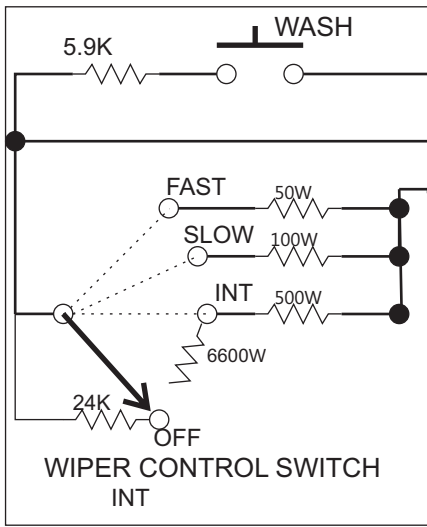 WASH
5.9K
FAST
50W
SLOW
100W
INT
500W
6600W
24K
OFF
WIPER CONTROL SWITCH
INT